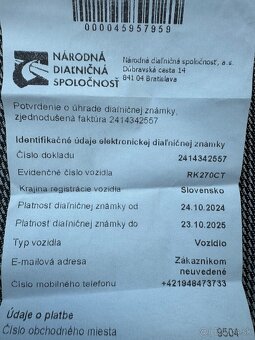 000045957959
NÁRODNÁ
DIAĽNIČNÁ
SPOLOČNOSŤ
Národná diaľničná spoločnosť, a.s.
Dúbravská cesta 14
841 04 Bratislava
Potvrdenie o úhrade diaľničnej známky,
zjednodušená faktúra 2414342557
Identifikačné údaje elektronickej diaľničnej známky
Číslo dokladu 2414342557
Evidenčné číslo vozidla RK270CT
Krajina registrácie vozidla Slovensko
Platnosť diaľničnej známky od 24.10.2024
Platnosť diaľničnej známky do 23.10.2025
Typ vozidla Vozidlo
E-mailová adresa Zákazníkom
neuvedené
Číslo mobilného telefónu +421948473733
Údaje o platbe
Číslo obchodného miesta 9504